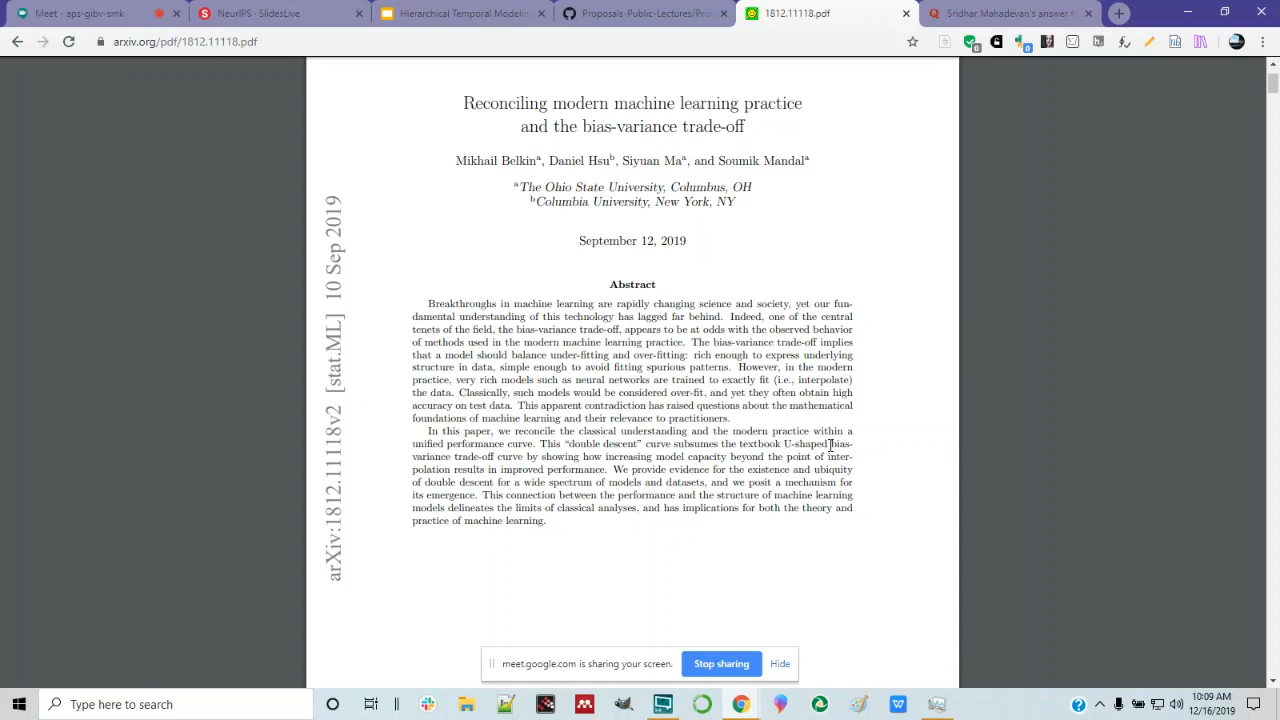 Meet - aps-gibv-smb
NeurIPS - SlidesLive
Hierarchical Temporal Modelin
Proposals-Public-Lectures/Pro
1812.11118.pdf
Sridhar Mahadevan's answer t
arxiv.org/pdf/1812.11118.pdf
Reconciling modern machine learning practice
and the bias-variance trade-off
Mikhail Belkinᵃ, Daniel Hsuᵇ, Siyuan Maᵃ, and Soumik Mandalᵃ
ᵃThe Ohio State University, Columbus, OH
ᵇColumbia University, New York, NY
September 12, 2019
arXiv:1812.11118v2 [stat.ML] 10 Sep 2019
Abstract
Breakthroughs in machine learning are rapidly changing science and society, yet our fun-
damental understanding of this technology has lagged far behind. Indeed, one of the central
tenets of the field, the bias-variance trade-off, appears to be at odds with the observed behavior
of methods used in the modern machine learning practice. The bias-variance trade-off implies
that a model should balance under-fitting and over-fitting: rich enough to express underlying
structure in data, simple enough to avoid fitting spurious patterns. However, in the modern
practice, very rich models such as neural networks are trained to exactly fit (i.e., interpolate)
the data. Classically, such models would be considered over-fit, and yet they often obtain high
accuracy on test data. This apparent contradiction has raised questions about the mathematical
foundations of machine learning and their relevance to practitioners.
In this paper, we reconcile the classical understanding and the modern practice within a
unified performance curve. This “double descent” curve subsumes the textbook U-shaped bias-
variance trade-off curve by showing how increasing model capacity beyond the point of inter-
polation results in improved performance. We provide evidence for the existence and ubiquity
of double descent for a wide spectrum of models and datasets, and we posit a mechanism for
its emergence. This connection between the performance and the structure of machine learning
models delineates the limits of classical analyses, and has implications for both the theory and
practice of machine learning.
meet.google.com is sharing your screen.
Stop sharing
Hide
Type here to search
10:09 AM
12/16/2019